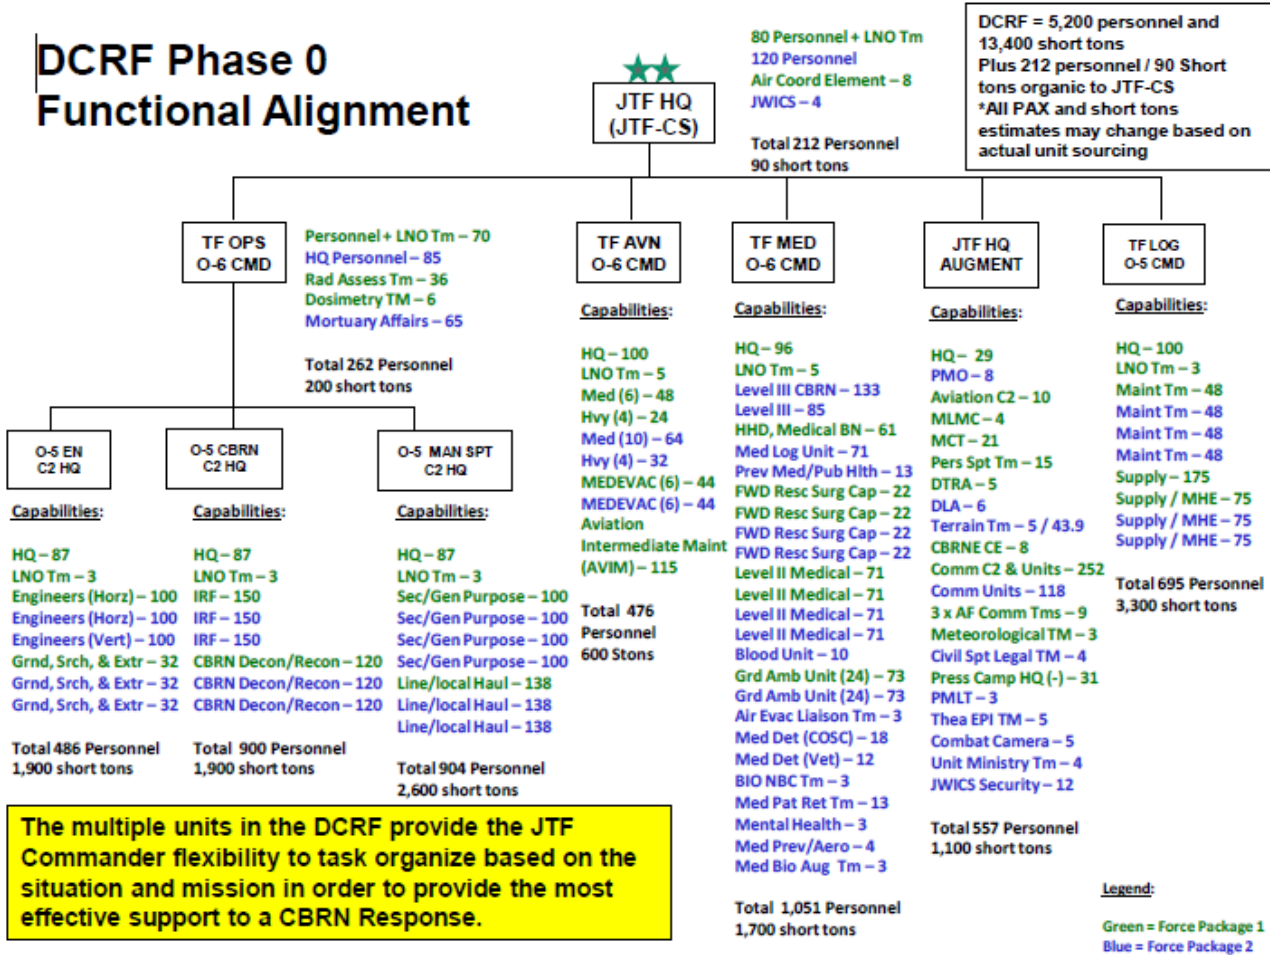 DCRF Phase 0
Functional Alignment
JTF HQ
(JTF-CS)
80 Personnel + LNO Tm
120 Personnel
Air Coord Element – 8
JWICS – 4
Total 212 Personnel
90 short tons
DCRF = 5,200 personnel and
13,400 short tons
Plus 212 personnel / 90 Short
tons organic to JTF-CS
*All PAX and short tons
estimates may change based on
actual unit sourcing
TF OPS
O-6 CMD
Personnel + LNO Tm – 70
HQ Personnel – 85
Rad Assess Tm – 36
Dosimetry TM – 6
Mortuary Affairs – 65
Total 262 Personnel
200 short tons
O-5 EN
C2 HQ
Capabilities:
HQ – 87
LNO Tm – 3
Engineers (Horz) – 100
Engineers (Horz) – 100
Engineers (Vert) – 100
Grnd, Srch, & Extr – 32
Grnd, Srch, & Extr – 32
Grnd, Srch, & Extr – 32
Total 486 Personnel
1,900 short tons
O-5 CBRN
C2 HQ
Capabilities:
HQ – 87
LNO Tm – 3
IRF – 150
IRF – 150
IRF – 150
CBRN Decon/Recon – 120
CBRN Decon/Recon – 120
CBRN Decon/Recon – 120
Total 900 Personnel
1,900 short tons
O-5 MAN SPT
C2 HQ
Capabilities:
HQ – 87
LNO Tm – 3
Sec/Gen Purpose – 100
Sec/Gen Purpose – 100
Sec/Gen Purpose – 100
Sec/Gen Purpose – 100
Line/local Haul – 138
Line/local Haul – 138
Line/local Haul – 138
Total 904 Personnel
2,600 short tons
TF AVN
O-6 CMD
Capabilities:
HQ – 100
LNO Tm – 5
Med (6) – 48
Hvy (4) – 24
Med (10) – 64
Hvy (4) – 32
MEDEVAC (6) – 44
MEDEVAC (6) – 44
Aviation
Intermediate Maint
(AVIM) – 115
Total 476
Personnel
600 Stons
TF MED
O-6 CMD
Capabilities:
HQ – 96
LNO Tm – 5
Level III CBRN – 133
Level III – 85
HHD, Medical BN – 61
Med Log Unit – 71
Prev Med/Pub Hlth – 13
FWD Resc Surg Cap – 22
FWD Resc Surg Cap – 22
FWD Resc Surg Cap – 22
FWD Resc Surg Cap – 22
Level II Medical – 71
Level II Medical – 71
Level II Medical – 71
Level II Medical – 71
Blood Unit – 10
Grd Amb Unit (24) – 73
Grd Amb Unit (24) – 73
Air Evac Liaison Tm – 3
Med Det (COSC) – 18
Med Det (Vet) – 12
BIO NBC Tm – 3
Med Pat Ret Tm – 13
Mental Health – 3
Med Prev/Aero – 4
Med Bio Aug Tm – 3
Total 1,051 Personnel
1,700 short tons
JTF HQ
AUGMENT
Capabilities:
HQ – 29
PMO – 8
Aviation C2 – 10
MLMC – 4
MCT – 21
Pers Spt Tm – 15
DTRA – 5
DLA – 6
Terrain Tm – 5 / 43.9
CBRNE CE – 8
Comm C2 & Units – 252
Comm Units – 118
3 x AF Comm Tms – 9
Meteorological TM – 3
Civil Spt Legal TM – 4
Press Camp HQ (-) – 31
PMLT – 3
Thea EPI TM – 5
Combat Camera – 5
Unit Ministry Tm – 4
JWICS Security – 12
Total 557 Personnel
1,100 short tons
TF LOG
O-5 CMD
Capabilities:
HQ – 100
LNO Tm – 3
Maint Tm – 48
Maint Tm – 48
Maint Tm – 48
Maint Tm – 48
Supply – 175
Supply / MHE – 75
Supply / MHE – 75
Supply / MHE – 75
Total 695 Personnel
3,300 short tons
The multiple units in the DCRF provide the JTF
Commander flexibility to task organize based on the
situation and mission in order to provide the most
effective support to a CBRN Response.
Legend:
Green = Force Package 1
Blue = Force Package 2